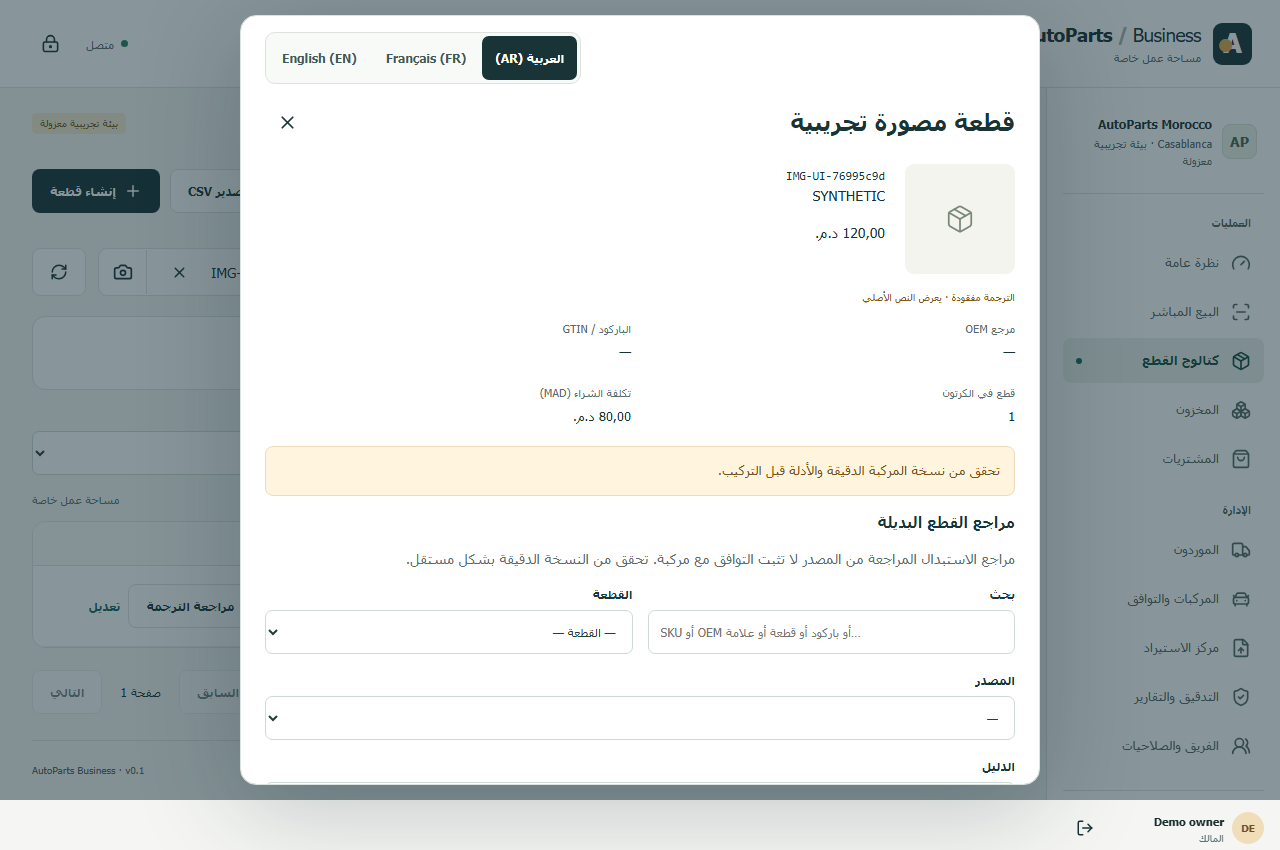 AutoParts / Business
مساحة عمل خاصة
متصل
English (EN)
Français (FR)
العربية (AR)
قطعة مصورة تجريبية
IMG-UI-76995c9d
SYNTHETIC
120,00 د.م.
الترجمة مفقودة · يعرض النص الأصلي
مرجع OEM
—
الباركود / GTIN
—
قطع في الكرتون
1
تكلفة الشراء (MAD)
80,00 د.م.
تحقق من نسخة المركبة الدقيقة والأدلة قبل التركيب.
مراجع القطع البديلة
مراجع الاستبدال المراجعة من المصدر لا تثبت التوافق مع مركبة. تحقق من النسخة الدقيقة بشكل مستقل.
بحث
القطعة
SKU أو OEM أو باركود أو قطعة أو علامة...
— القطعة —
المصدر
—
الدليل
AP
AutoParts Morocco
Casablanca · بيئة تجريبية
معزولة
العمليات
نظرة عامة
البيع المباشر
كتالوج القطع
المخزون
المشتريات
الإدارة
الموردون
المركبات والتوافق
مركز الاستيراد
التدقيق والتقارير
الفريق والصلاحيات
DE
Demo owner
المالك
بيئة تجريبية معزولة
إنشاء قطعة
CSV
IMG-
مساحة عمل خاصة
مراجعة الترجمة
تعديل
السابق
صفحة 1
التالي
AutoParts Business · v0.1